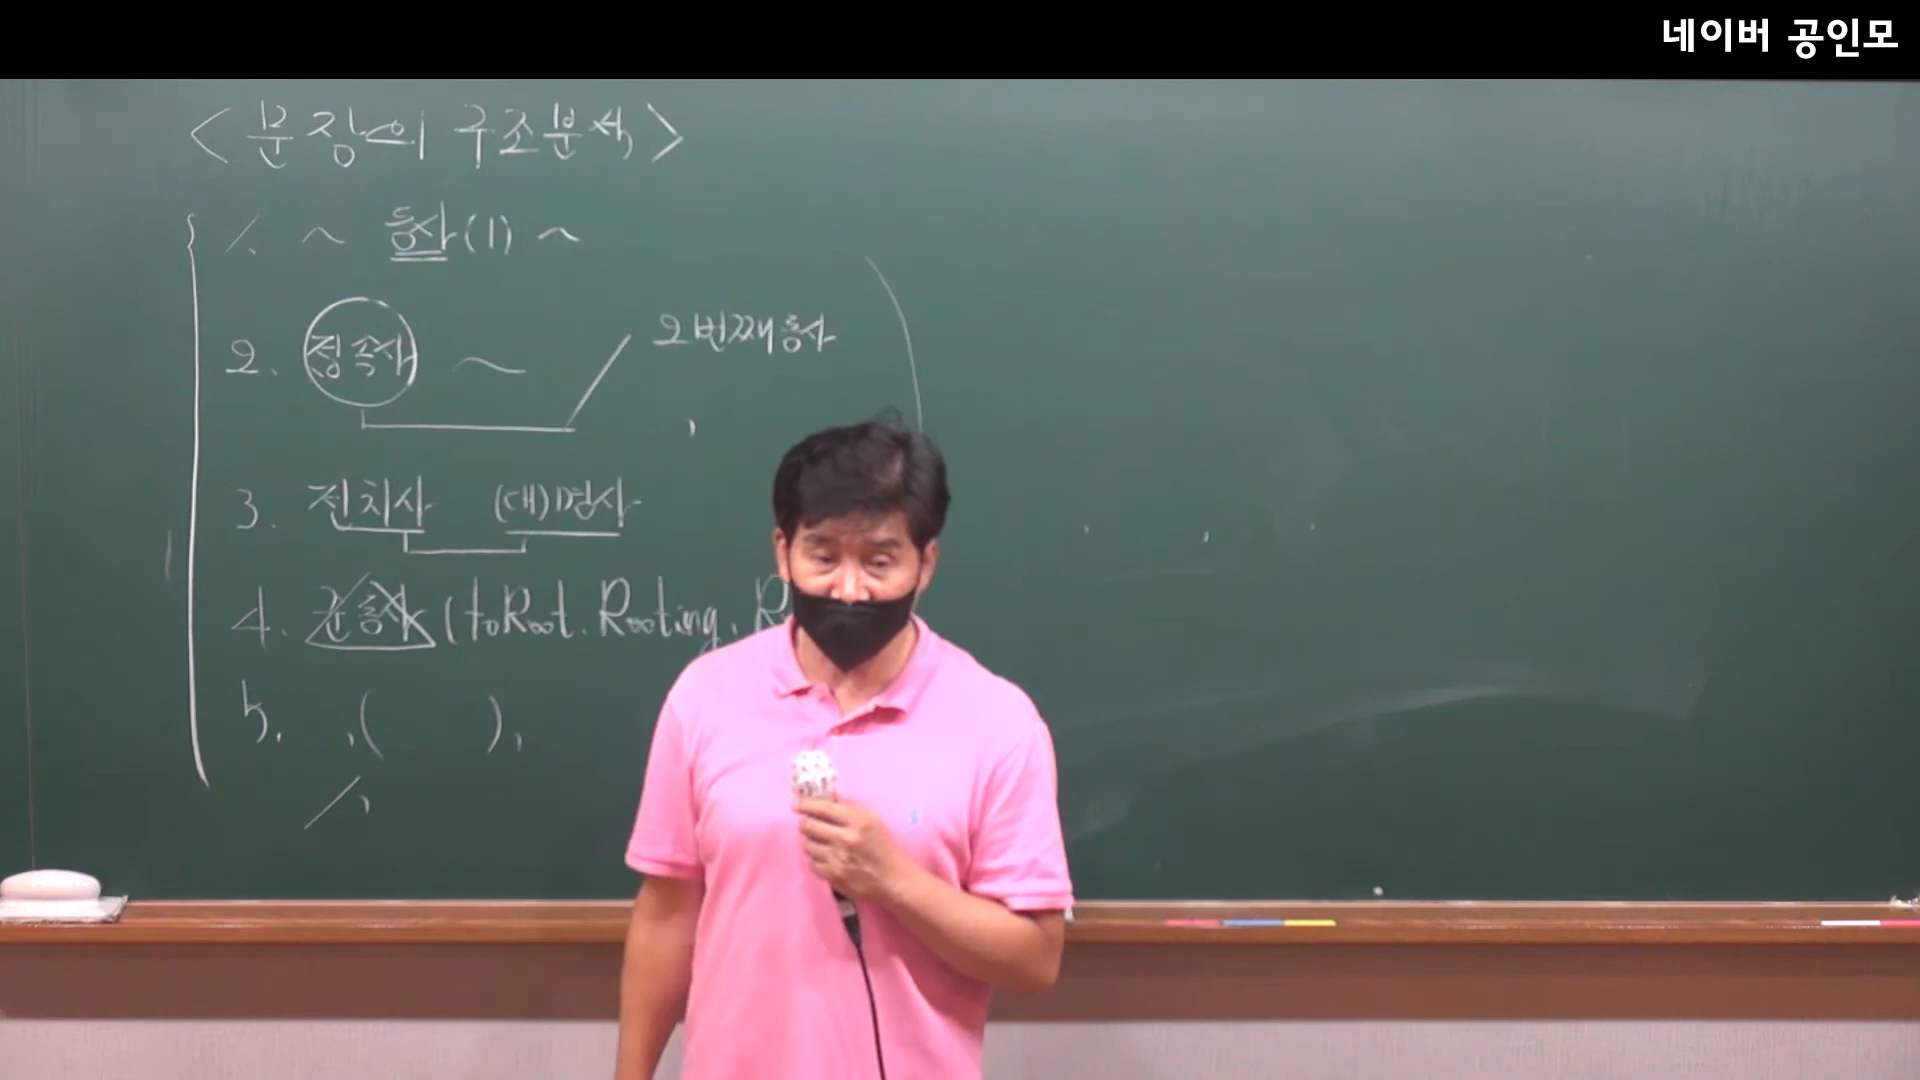 네이버 공인모
<문장의 구조분석>
1. ~ 동사(1) ~
2. 접속사 ~ 2번째 동사
3. 전치사 (대)명사
4. 준동사 (to Root. Rooting. R
5. ,( ),
/,